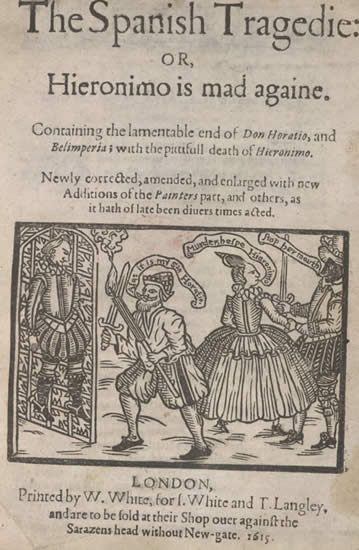 The Spanish Tragedie:
OR,
Hieronimo is mad againe.
Containing the lamentable end of Don Horatio, and
Belimperia; with the pittifull death of Hieronimo.
Newly corrected, amended, and enlarged with new
Additions of the Painters part, and others, as
it hath of late been diuers times acted.
it is my son Horatio
Murder helpe Hieronimo
stop her mouth
LONDON,
Printed by W. White, for I. White and T. Langley,
and are to be sold at their Shop ouer against the
Sarazens head without New-gate. 1615.